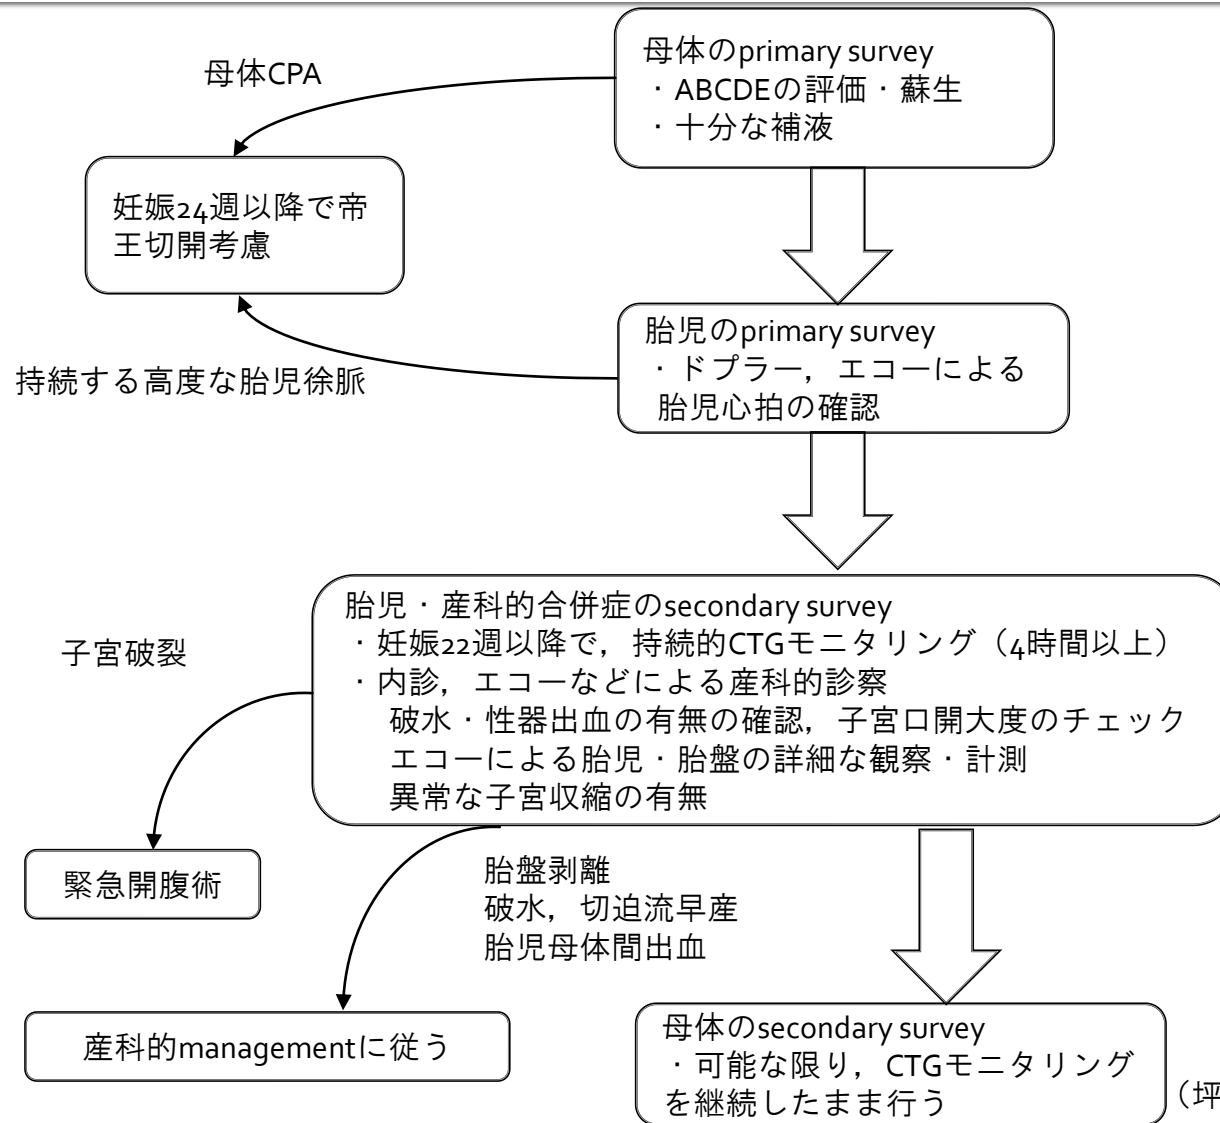 母体のprimary survey
・ABCDEの評価・蘇生
・十分な補液
母体CPA
妊娠24週以降で帝
王切開考慮
胎児のprimary survey
・ドプラー，エコーによる
胎児心拍の確認
持続する高度な胎児徐脈
胎児・産科的合併症のsecondary survey
・妊娠22週以降で，持続的CTGモニタリング（4時間以上）
・内診，エコーなどによる産科的診察
破水・性器出血の有無の確認，子宮口開大度のチェック
エコーによる胎児・胎盤の詳細な観察・計測
異常な子宮収縮の有無
子宮破裂
緊急開腹術
胎盤剥離
破水，切迫流早産
胎児母体間出血
産科的managementに従う
母体のsecondary survey
・可能な限り，CTGモニタリング
を継続したまま行う
（坪